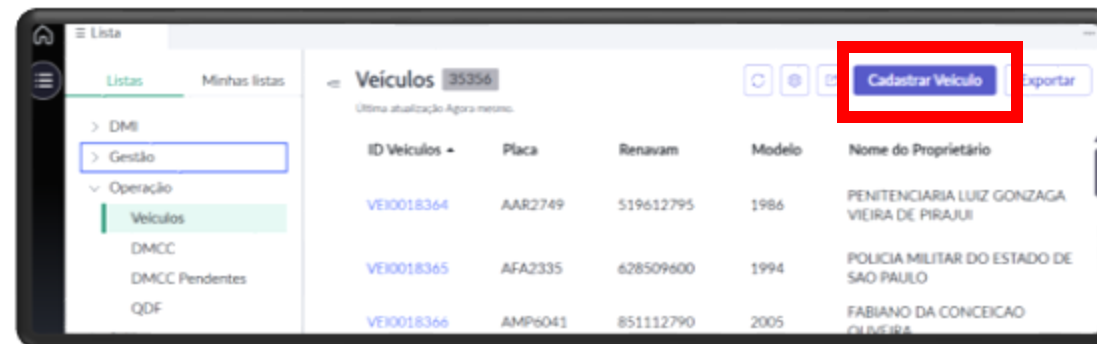 Lista
Listas Minhas listas
DMI
Gestão
Operação
Veículos
DMCC
DMCC Pendentes
QDF
Veículos 35356
Última atualização Agora mesmo.
Cadastrar Veículo
Exportar
ID Veículos Placa Renavam Modelo Nome do Proprietário
VEI0018364 AAR2749 519612795 1986 PENITENCIARIA LUIZ GONZAGA
VIEIRA DE PIRAJUI
VEI0018365 AFA2335 628509600 1994 POLICIA MILITAR DO ESTADO DE
SAO PAULO
VEI0018366 AMP6041 851112790 2005 FABIANO DA CONCEICAO
OLIVEIRA